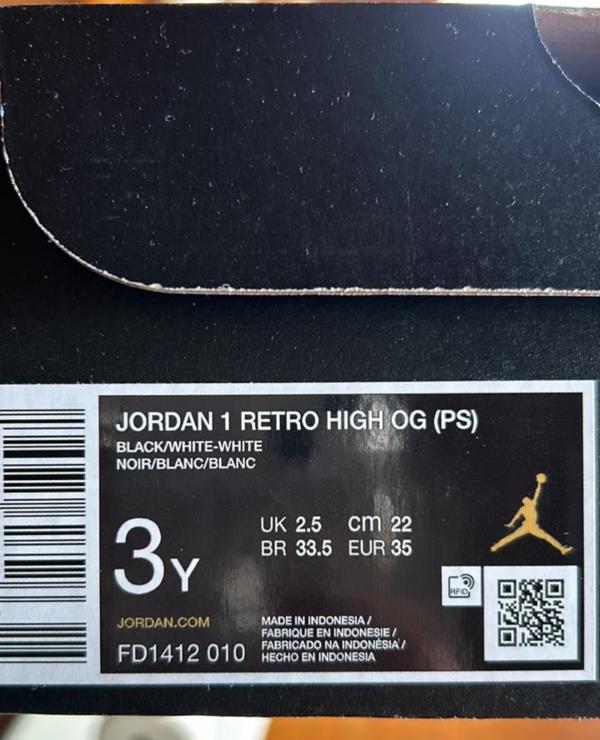 JORDAN 1 RETRO HIGH OG (PS)
BLACK/WHITE-WHITE
NOIR/BLANC/BLANC
3Y
UK 2.5 cm 22
BR 33.5 EUR 35
RFID
JORDAN.COM
FD1412 010
MADE IN INDONESIA /
FABRIQUE EN INDONESIE /
FABRICADO NA INDONÉSIA /
HECHO EN INDONESIA